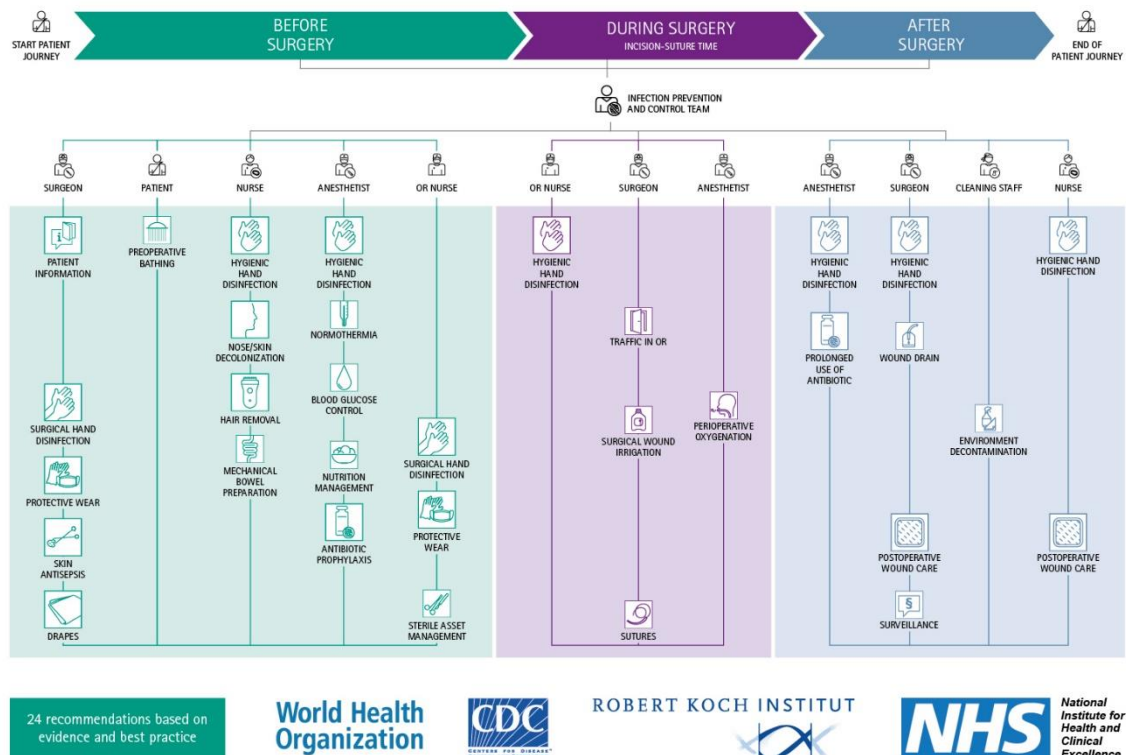 START PATIENT
JOURNEY
BEFORE
SURGERY
DURING SURGERY
INCISION-SUTURE TIME
AFTER
SURGERY
END OF
PATIENT JOURNEY
INFECTION PREVENTION
AND CONTROL TEAM
SURGEON
PATIENT
NURSE
ANESTHETIST
OR NURSE
OR NURSE
SURGEON
ANESTHETIST
ANESTHETIST
SURGEON
CLEANING STAFF
NURSE
PATIENT
INFORMATION
SURGICAL HAND
DISINFECTION
PROTECTIVE WEAR
SKIN
ANTISEPSIS
DRAPES
PREOPERATIVE
BATHING
HYGIENIC
HAND
DISINFECTION
NOSE/SKIN
DECOLONIZATION
HAIR REMOVAL
MECHANICAL
BOWEL
PREPARATION
HYGIENIC
HAND
DISINFECTION
NORMOTHERMIA
BLOOD GLUCOSE
CONTROL
NUTRITION
MANAGEMENT
ANTIBIOTIC
PROPHYLAXIS
SURGICAL HAND
DISINFECTION
PROTECTIVE
WEAR
STERILE ASSET
MANAGEMENT
HYGIENIC
HAND
DISINFECTION
TRAFFIC IN OR
SURGICAL WOUND
IRRIGATION
SUTURES
PERIOPERATIVE
OXYGENATION
HYGIENIC
HAND
DISINFECTION
PROLONGED
USE OF
ANTIBIOTIC
HYGIENIC
HAND
DISINFECTION
WOUND DRAIN
POSTOPERATIVE
WOUND CARE
§
SURVEILLANCE
ENVIRONMENT
DECONTAMINATION
HYGIENIC HAND
DISINFECTION
POSTOPERATIVE
WOUND CARE
24 recommendations based on
evidence and best practice
World Health
Organization
CDC
CENTERS FOR DISEASE
ROBERT KOCH INSTITUT
NHS
National
Institute for
Health and
Clinical
Excellence